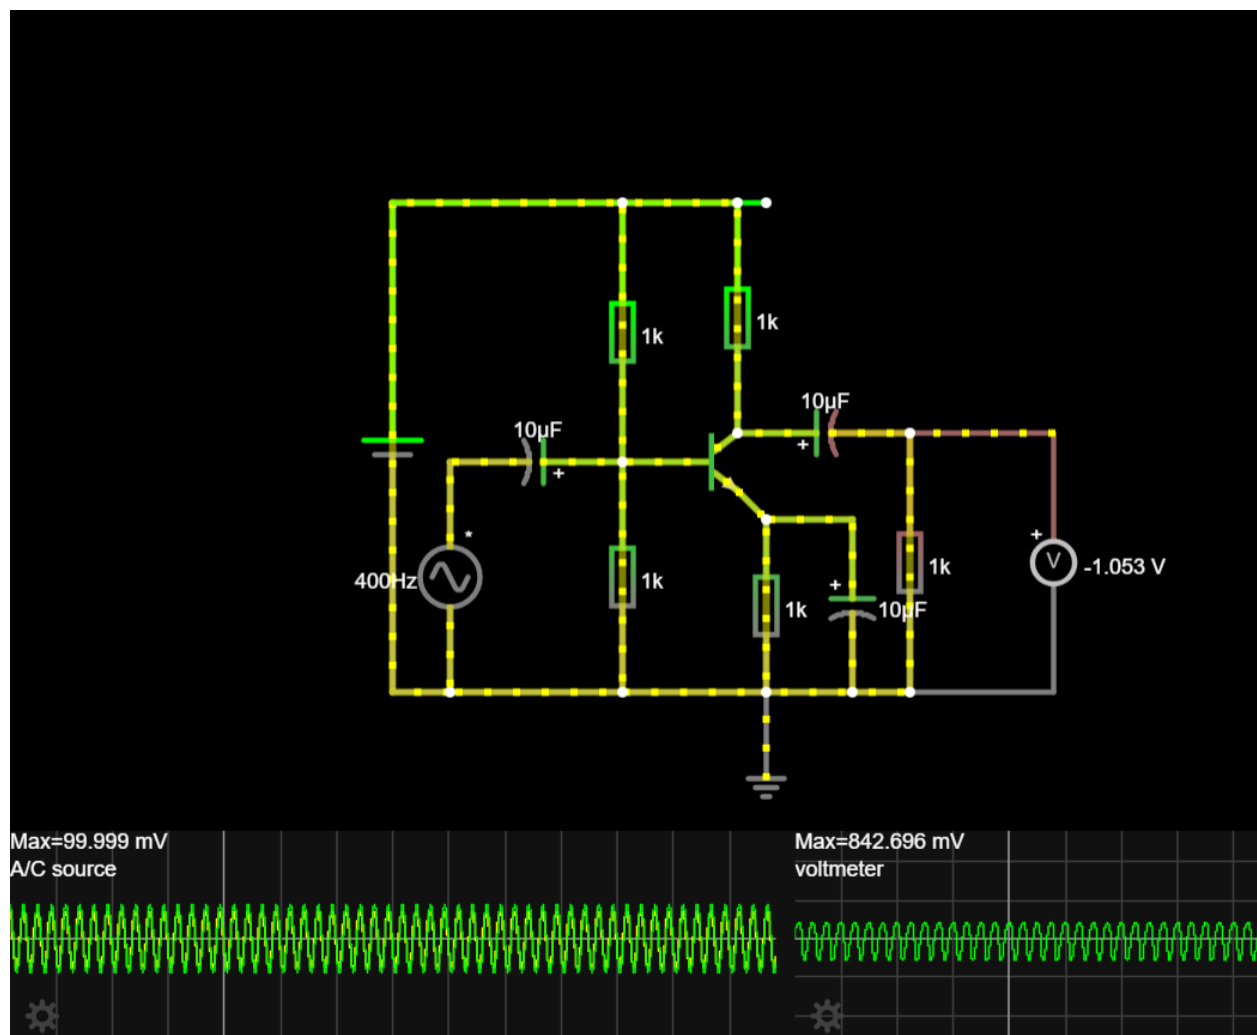 1k
1k
10µF
10µF
+
+
*
400Hz
1k
+
1k
+
V
-1.053 V
1k
10µF
Max=99.999 mV
A/C source
Max=842.696 mV
voltmeter